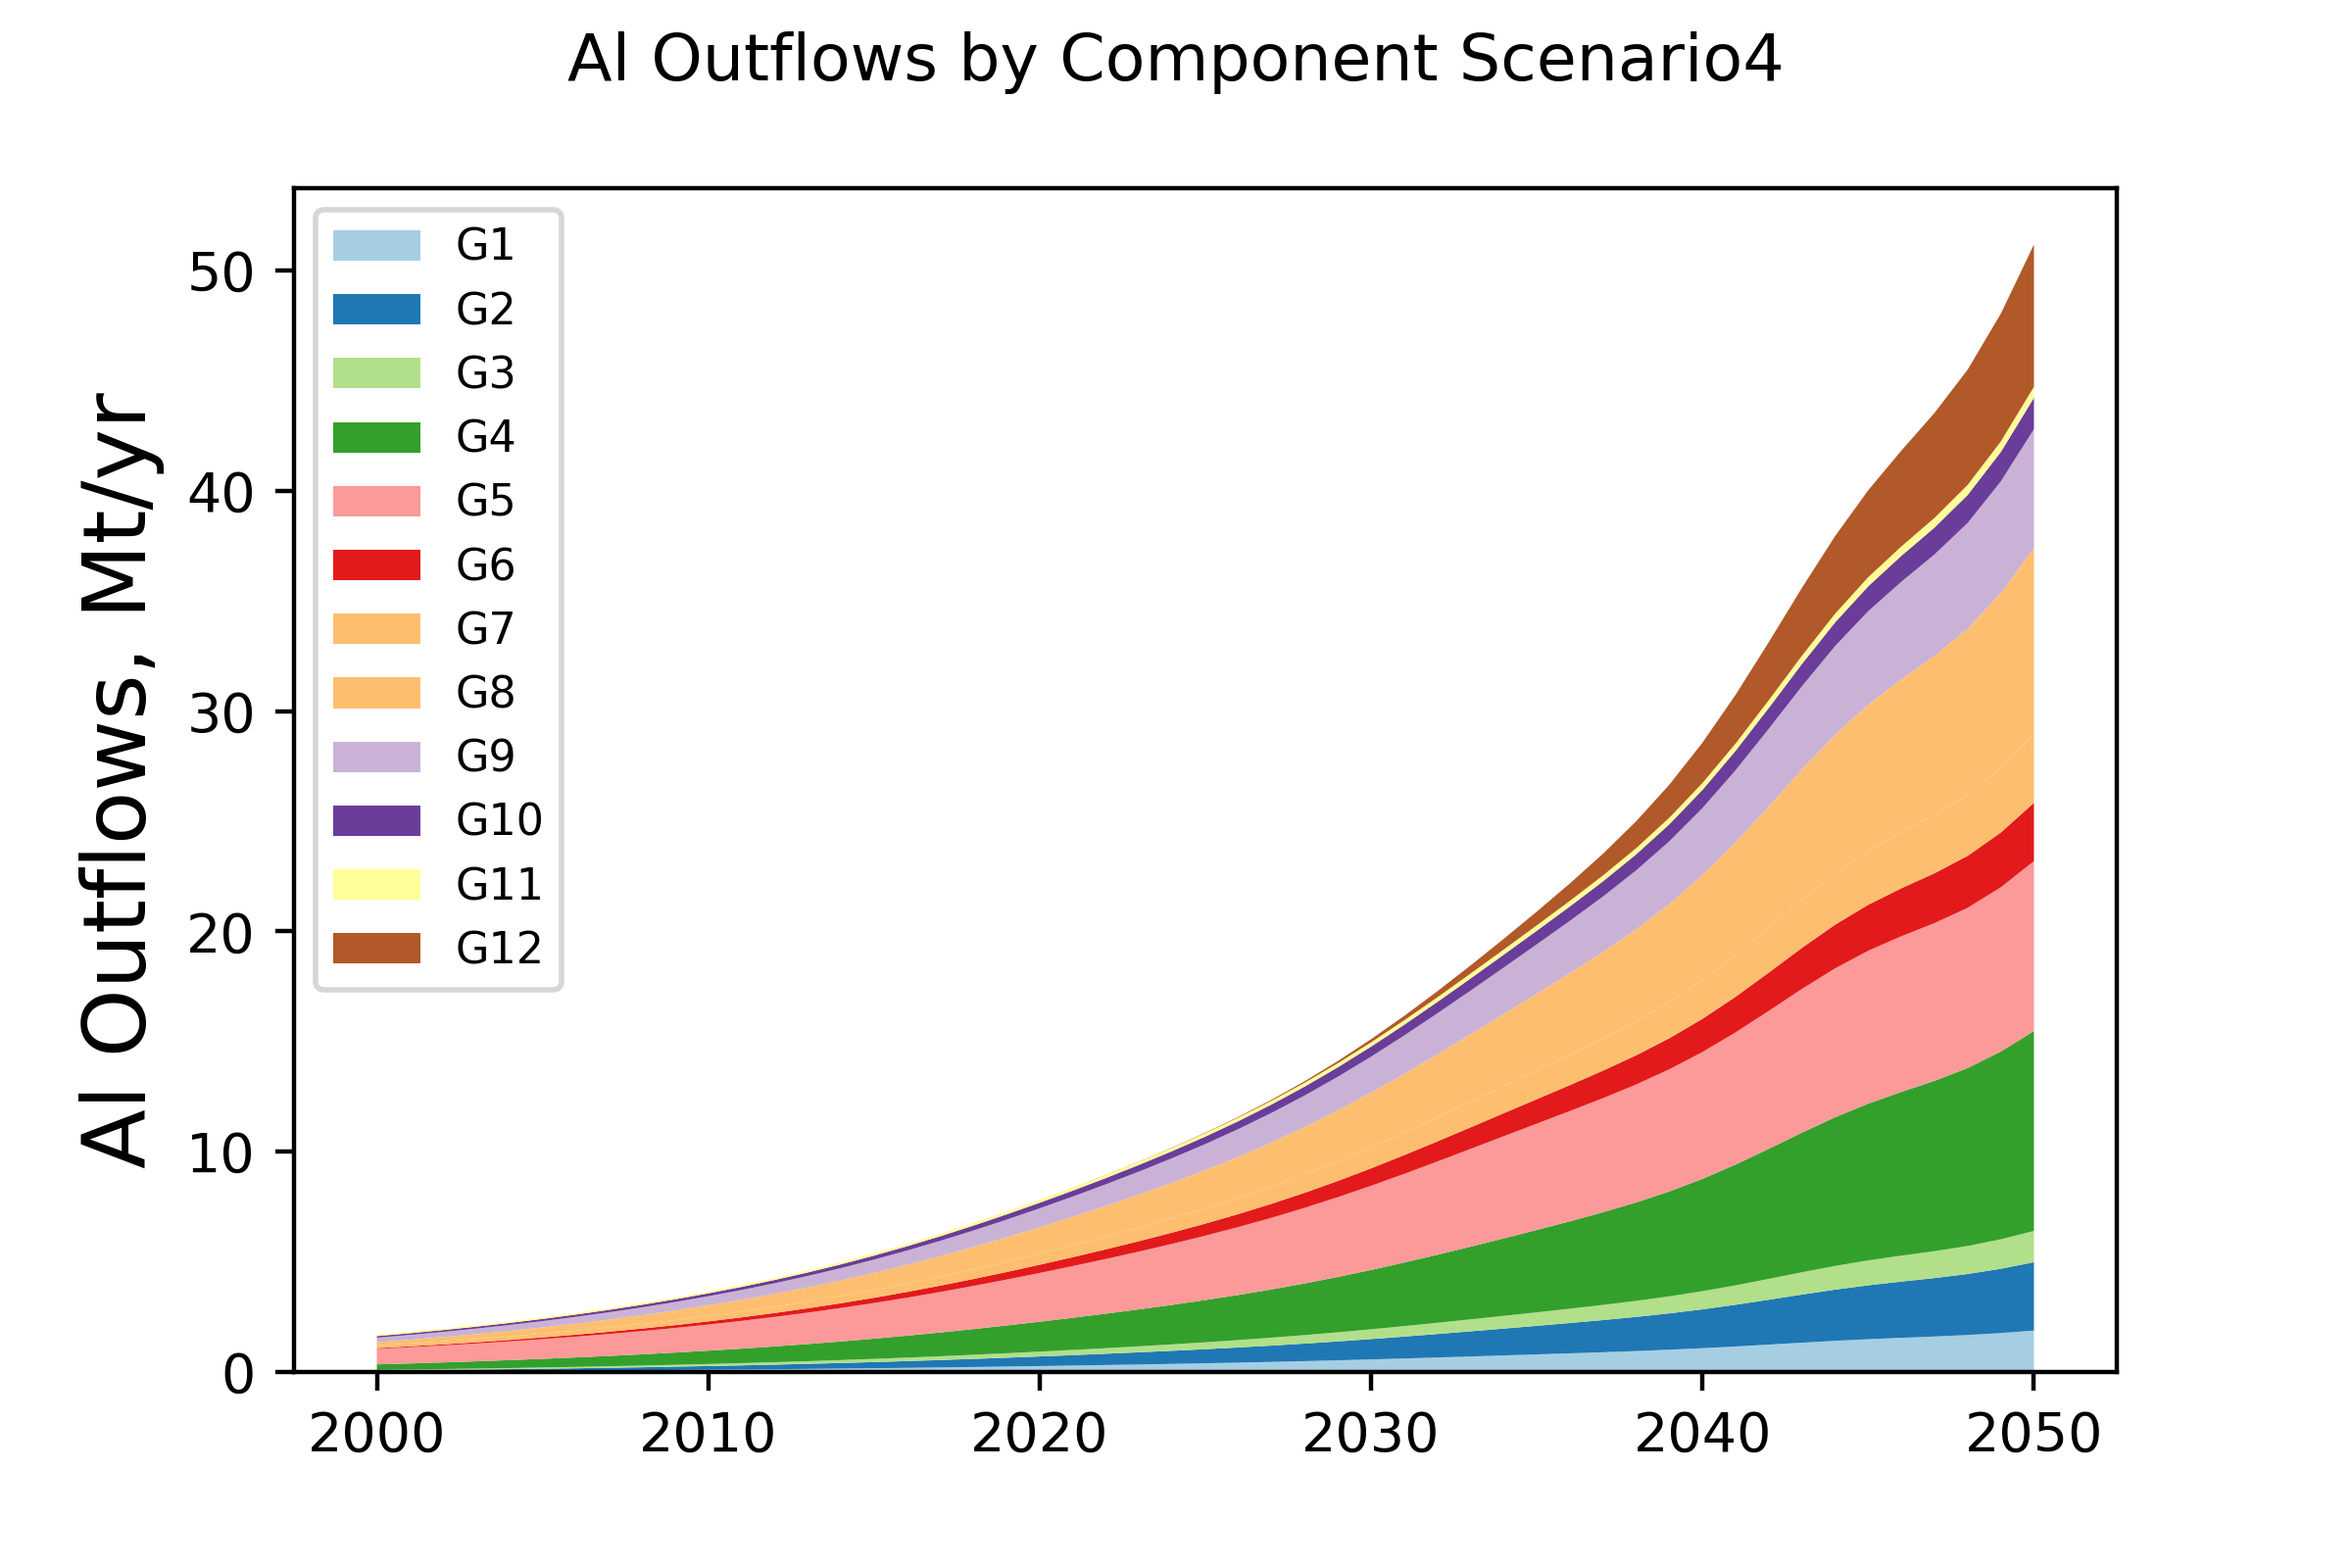 Al Outflows by Component Scenario4
Al Outflows, Mt/yr
50
40
30
20
10
0
G1
G2
G3
G4
G5
G6
G7
G8
G9
G10
G11
G12
2000 2010 2020 2030 2040 2050